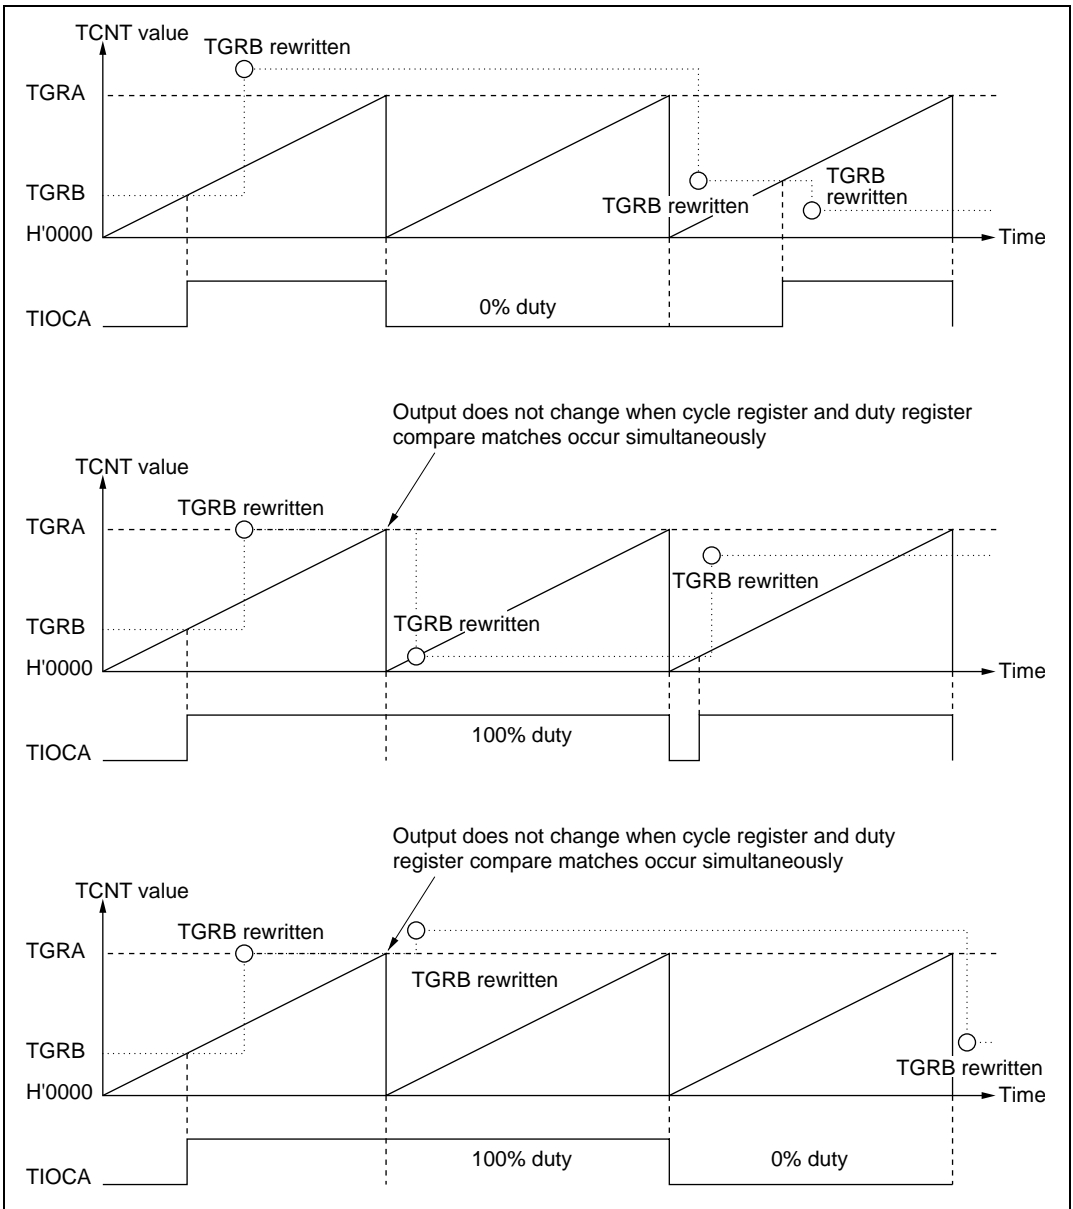 TCNT value
TGRB rewritten
TGRA
TGRB
TGRB rewritten
TGRB
rewritten
H'0000
Time
0% duty
TIOCA
Output does not change when cycle register and duty register
compare matches occur simultaneously
TCNT value
TGRB rewritten
TGRA
TGRB rewritten
TGRB
TGRB rewritten
H'0000
Time
100% duty
TIOCA
Output does not change when cycle register and duty
register compare matches occur simultaneously
TCNT value
TGRB rewritten
TGRA
TGRB rewritten
TGRB
TGRB rewritten
H'0000
Time
100% duty
0% duty
TIOCA